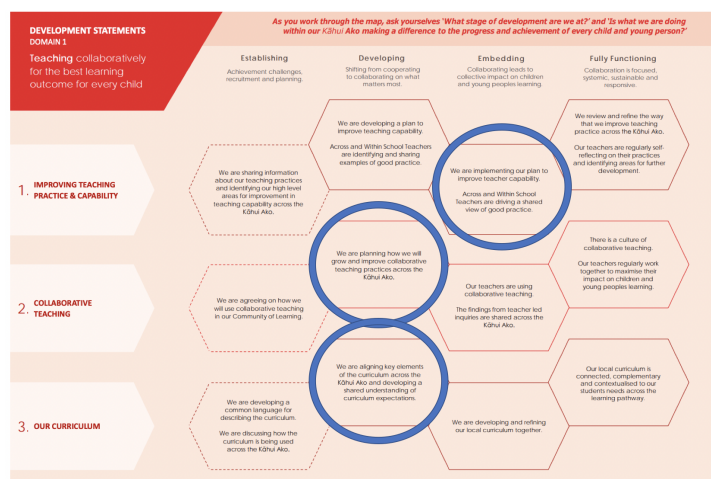 DEVELOPMENT STATEMENTS
DOMAIN 1
Teaching collaboratively
for the best learning
outcome for every child
As you work through the map, ask yourselves 'What stage of development are we at?' and 'Is what we are doing
within our Kāhui Ako making a difference to the progress and achievement of every child and young person?'
Establishing
Achievement challenges,
recruitment and planning.
Developing
Shifting from cooperating
to collaborating on what
matters most.
Embedding
Collaborating leads to
collective impact on children
and young peoples learning.
Fully Functioning
Collaboration is focused,
systemic, sustainable and
responsive.
1. IMPROVING TEACHING
PRACTICE & CAPABILITY
We are sharing information
about our teaching practices
and identifying our high level
areas for improvement in
teaching capability across the
Kāhui Ako.
We are developing a plan to
improve teaching capability.
Across and Within School Teachers
are identifying and sharing
examples of good practice.
We are implementing our plan to
improve teacher capability.
Across and Within School
Teachers are driving a shared
view of good practice.
We review and refine the way
that we improve teaching
practice across the Kāhui Ako.
Our teachers are regularly self-
reflecting on their practices
and identifying areas for further
development.
2. COLLABORATIVE
TEACHING
We are agreeing on how we
will use collaborative teaching
in our Community of Learning.
We are planning how we will
grow and improve collaborative
teaching practices across the
Kāhui Ako.
Our teachers are using
collaborative teaching.
The findings from teacher led
inquiries are shared across the
Kāhui Ako.
There is a culture of
collaborative teaching.
Our teachers regularly work
together to maximise their
impact on children and
young peoples learning.
3. OUR CURRICULUM
We are developing a
common language for
describing the curriculum.
We are discussing how the
curriculum is being used
across the Kāhui Ako.
We are aligning key elements
of the curriculum across the
Kāhui Ako and developing a
shared understanding of
curriculum expectations.
We are developing and refining
our local curriculum together.
Our local curriculum is
connected, complementary
and contextualised to our
students needs across the
learning pathway.